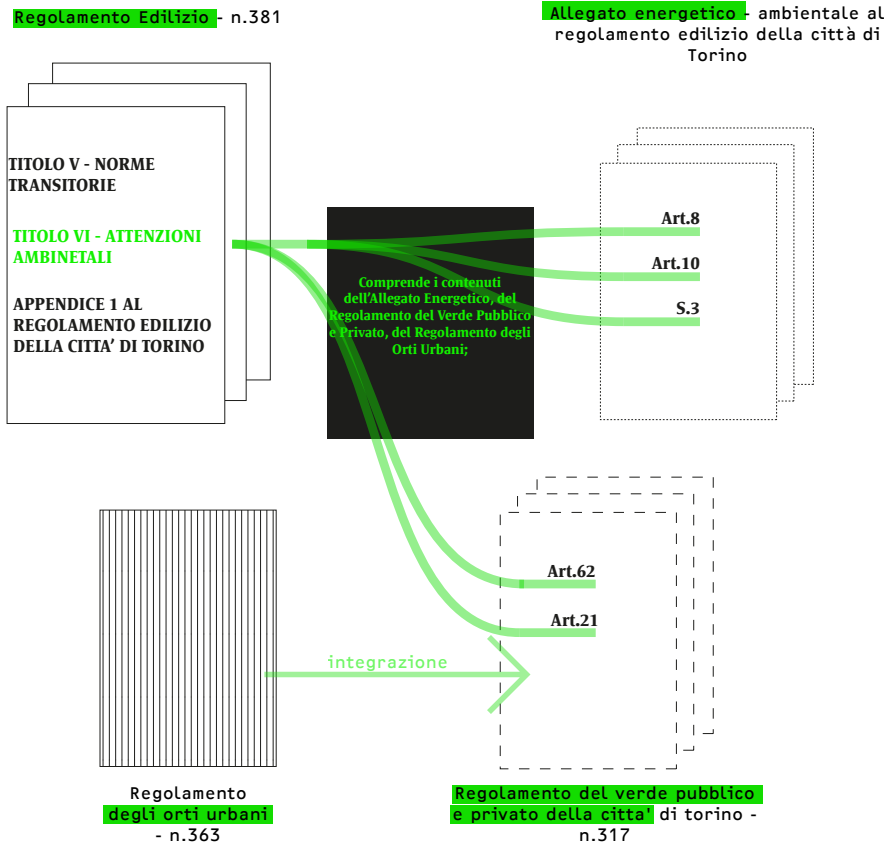 Regolamento Edilizio - n.381
Allegato energetico - ambientale al
regolamento edilizio della città di
Torino
TITOLO V - NORME
TRANSITORIE
TITOLO VI - ATTENZIONI
AMBINETALI
APPENDICE 1 AL
REGOLAMENTO EDILIZIO
DELLA CITTA’ DI TORINO
Comprende i contenuti
dell’Allegato Energetico, del
Regolamento del Verde Pubblico
e Privato, del Regolamento degli
Orti Urbani;
Art.8
Art.10
S.3
Art.62
Art.21
integrazione
Regolamento
degli orti urbani
- n.363
Regolamento del verde pubblico
e privato della citta' di torino -
n.317